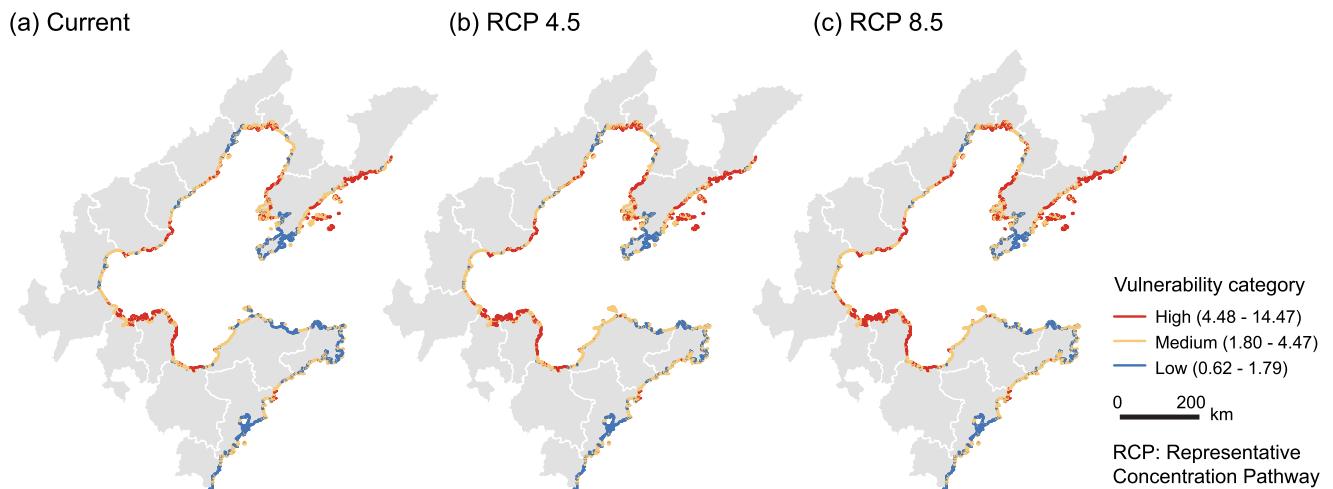 (a) Current
(b) RCP 4.5
(c) RCP 8.5
Vulnerability category
High (4.48 - 14.47)
Medium (1.80 - 4.47)
Low (0.62 - 1.79)
0 200
km
RCP: Representative
Concentration Pathway